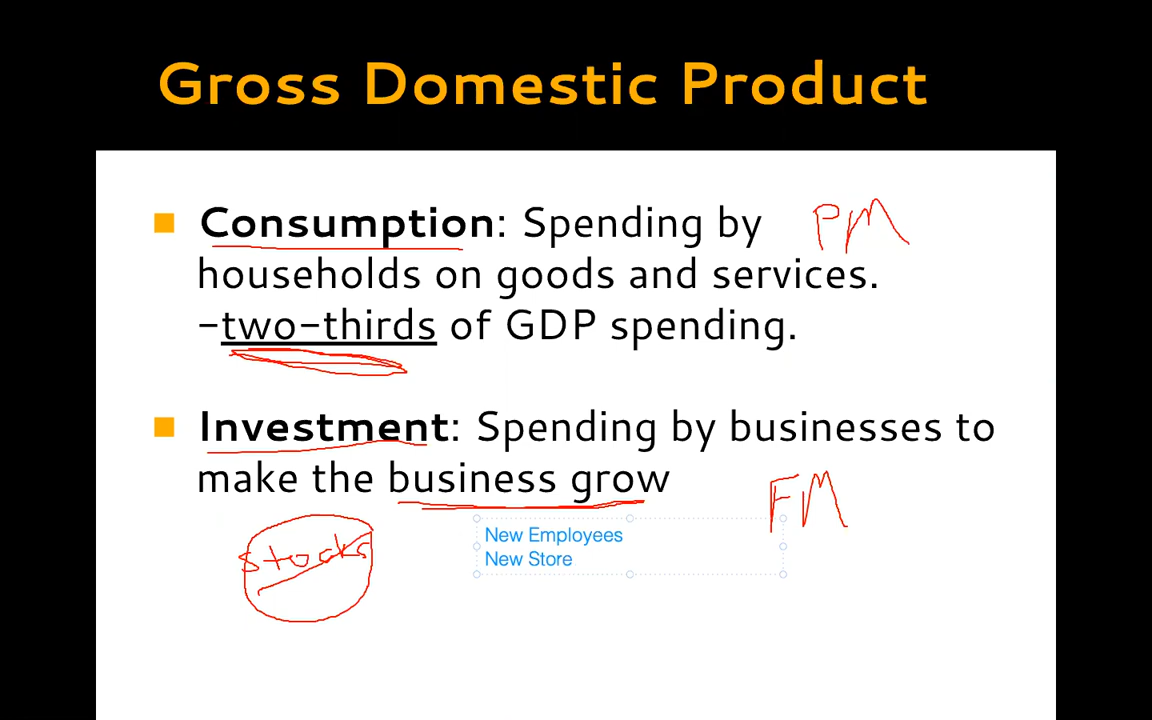 Gross Domestic Product
Consumption: Spending by PM
households on goods and services.
-two-thirds of GDP spending.
Investment: Spending by businesses to
make the business grow
FM
stocks
New Employees
New Store